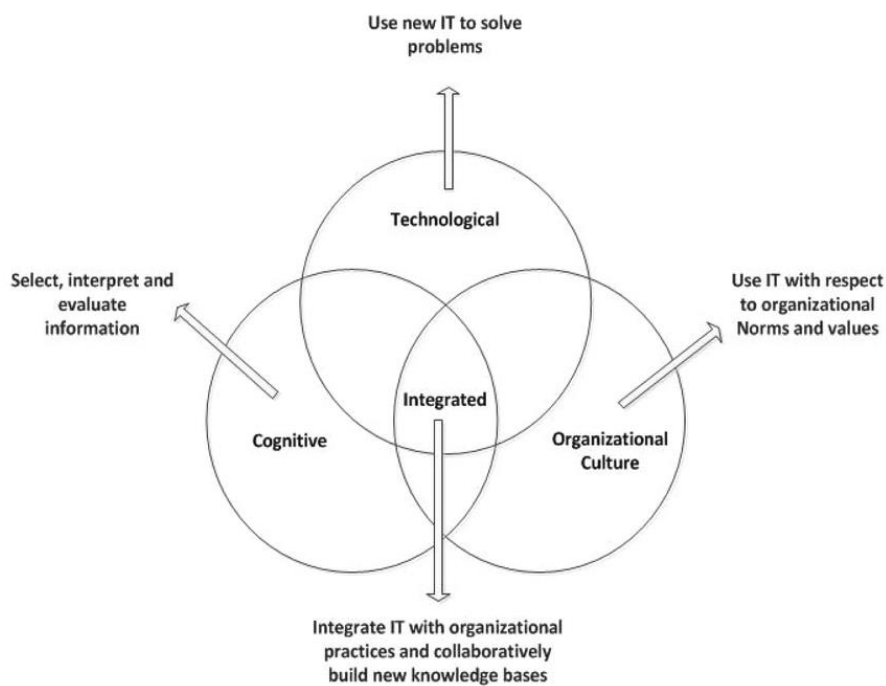 Use new IT to solve
problems
Technological
Select, interpret and
evaluate
information
Use IT with respect
to organizational
Norms and values
Integrated
Cognitive
Organizational
Culture
Integrate IT with organizational
practices and collaboratively
build new knowledge bases